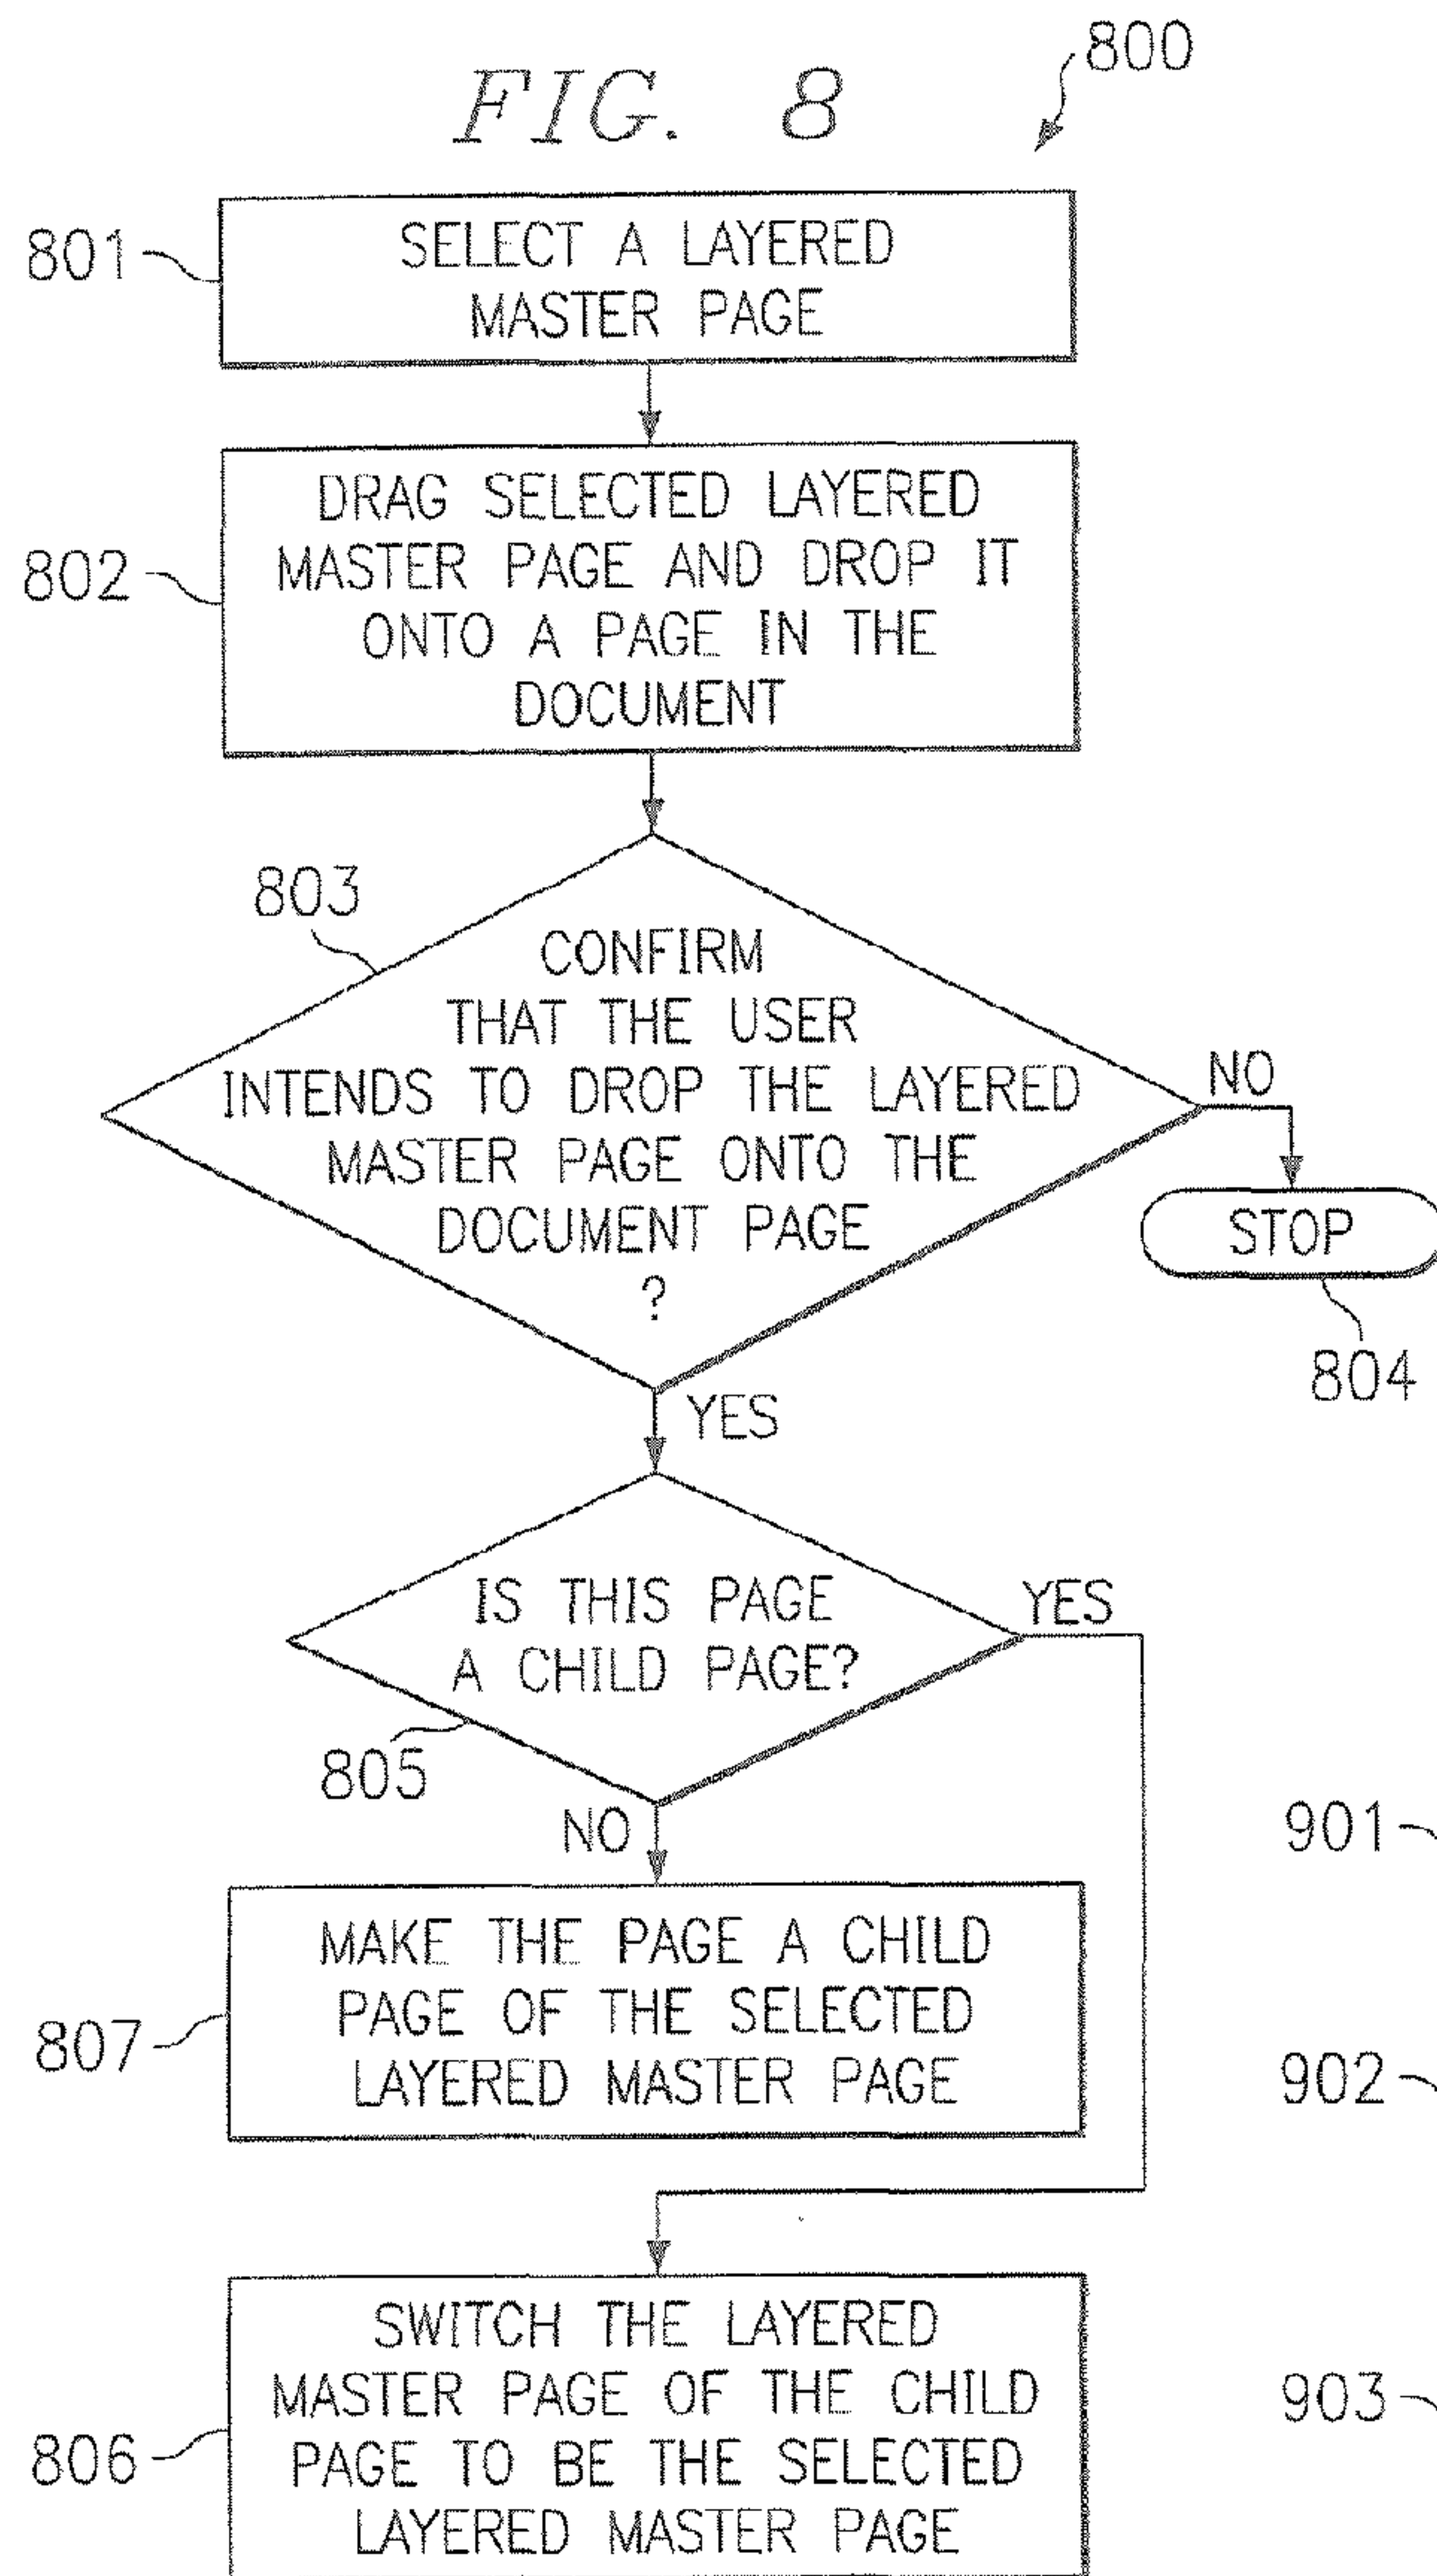 FIG. 8
800
801
SELECT A LAYERED
MASTER PAGE
802
DRAG SELECTED LAYERED
MASTER PAGE AND DROP IT
ONTO A PAGE IN THE
DOCUMENT
803
CONFIRM
THAT THE USER
INTENDS TO DROP THE LAYERED
MASTER PAGE ONTO THE
DOCUMENT PAGE
?
NO
STOP
804
YES
IS THIS PAGE
A CHILD PAGE?
YES
805
NO
901
MAKE THE PAGE A CHILD
PAGE OF THE SELECTED
LAYERED MASTER PAGE
807
902
SWITCH THE LAYERED
MASTER PAGE OF THE CHILD
PAGE TO BE THE SELECTED
LAYERED MASTER PAGE
806
903